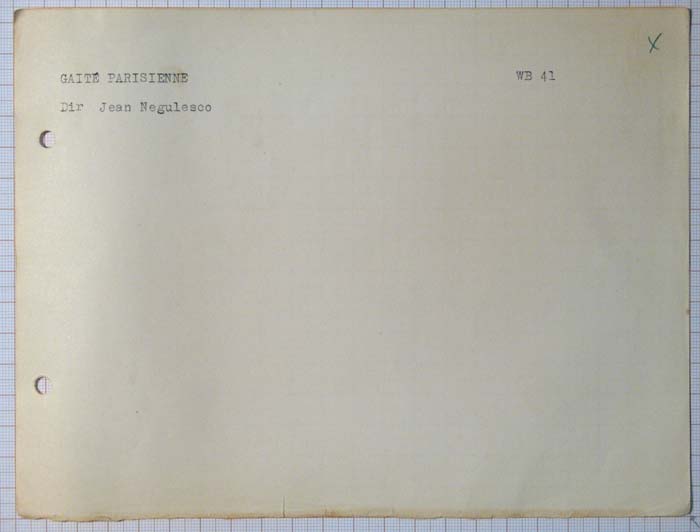 GAITÉ PARISIENNE WB 41
Dir Jean Negulesco
X